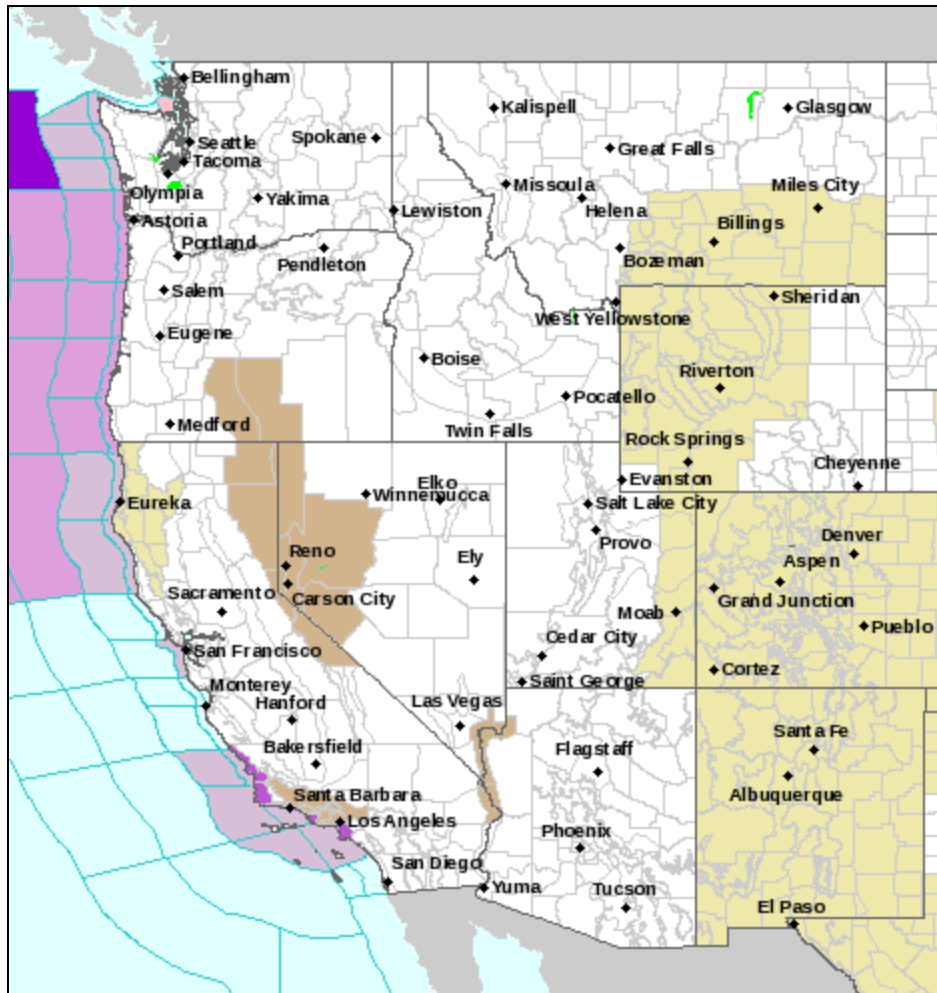 Bellingham
Kalispell
Glasgow
Seattle
Spokane
Great Falls
Tacoma
Missoula
Miles City
Olympia
Yakima
Helena
Lewiston
Astoria
Billings
Portland
Bozeman
Pendleton
Salem
Sheridan
West Yellowstone
Eugene
Boise
Riverton
Pocatello
Medford
Twin Falls
Rock Springs
Cheyenne
Elko
Evanston
Winnemucca
Eureka
Salt Lake City
Denver
Provo
Reno
Ely
Aspen
Sacramento
Carson City
Grand Junction
Moab
Pueblo
Cedar City
San Francisco
Cortez
Saint George
Monterey
Las Vegas
Hanford
Santa Fe
Bakersfield
Flagstaff
Albuquerque
Santa Barbara
Los Angeles
Phoenix
San Diego
Yuma
Tucson
El Paso